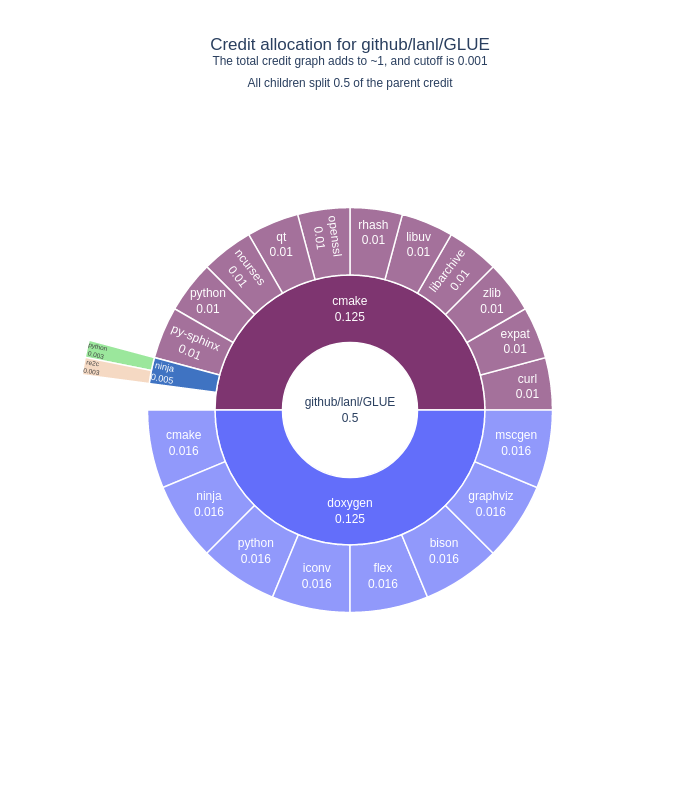 Credit allocation for github/lanl/GLUE
The total credit graph adds to ~1, and cutoff is 0.001
All children split 0.5 of the parent credit
github/lanl/GLUE
0.5
cmake
0.125
doxygen
0.125
curl
0.01
expat
0.01
zlib
0.01
libarchive
0.01
libuv
0.01
rhash
0.01
openssl
0.01
qt
0.01
ncurses
0.01
python
0.01
py-sphinx
0.01
ninja
0.005
python
0.003
re2c
0.003
cmake
0.016
ninja
0.016
python
0.016
iconv
0.016
flex
0.016
bison
0.016
graphviz
0.016
mscgen
0.016